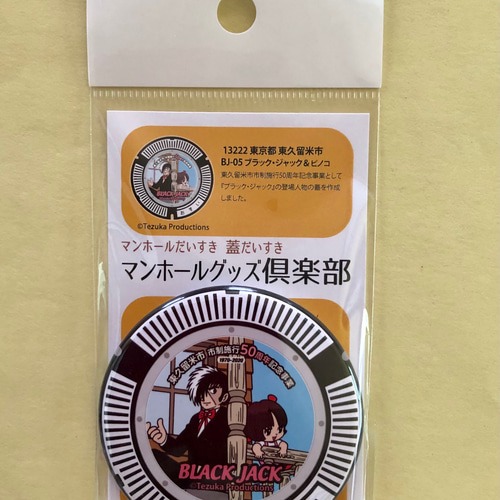 13222 東京都 東久留米市
BJ-05 ブラック・ジャック＆ピノコ
東久留米市市制施行50周年記念事業として
『ブラック・ジャック』の登場人物の蓋を作成
しました。
BLACK JACK
©Tezuka Productions
マンホールだいすき 蓋だいすき
マンホールグッズ倶楽部
東久留米市 市制施行50周年記念事業
1970-2020
BLACK JACK
©Tezuka Productions